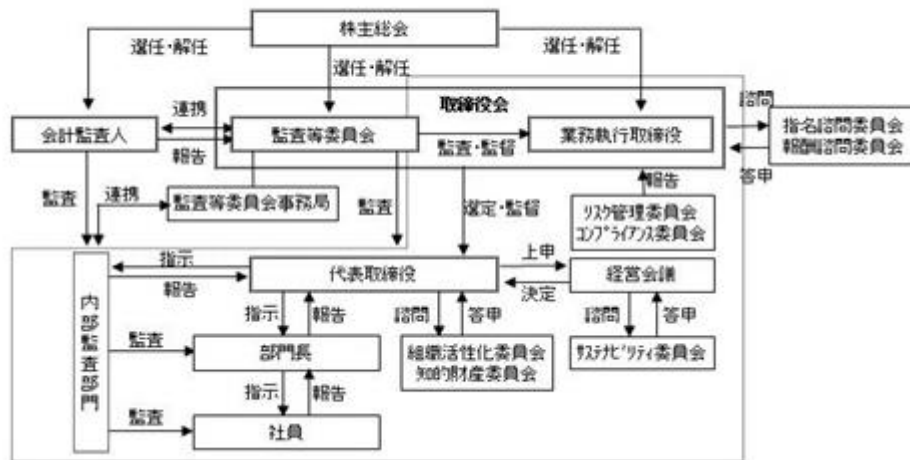 株主総会
選任・解任
選任・解任
選任・解任
取締役会
諮問
会計監査人
連携
報告
監査等委員会
監査・監督
業務執行取締役
指名諮問委員会
報酬諮問委員会
答申
監査
連携
監査等委員会事務局
監査
選定・監督
報告
リスク管理委員会
コンプライアンス委員会
指示
報告
代表取締役
上申
決定
経営会議
内部監査部門
指示
報告
諮問
答申
諮問
答申
監査
部門長
組織活性化委員会
知的財産委員会
サステナビリティ委員会
指示
報告
監査
社員